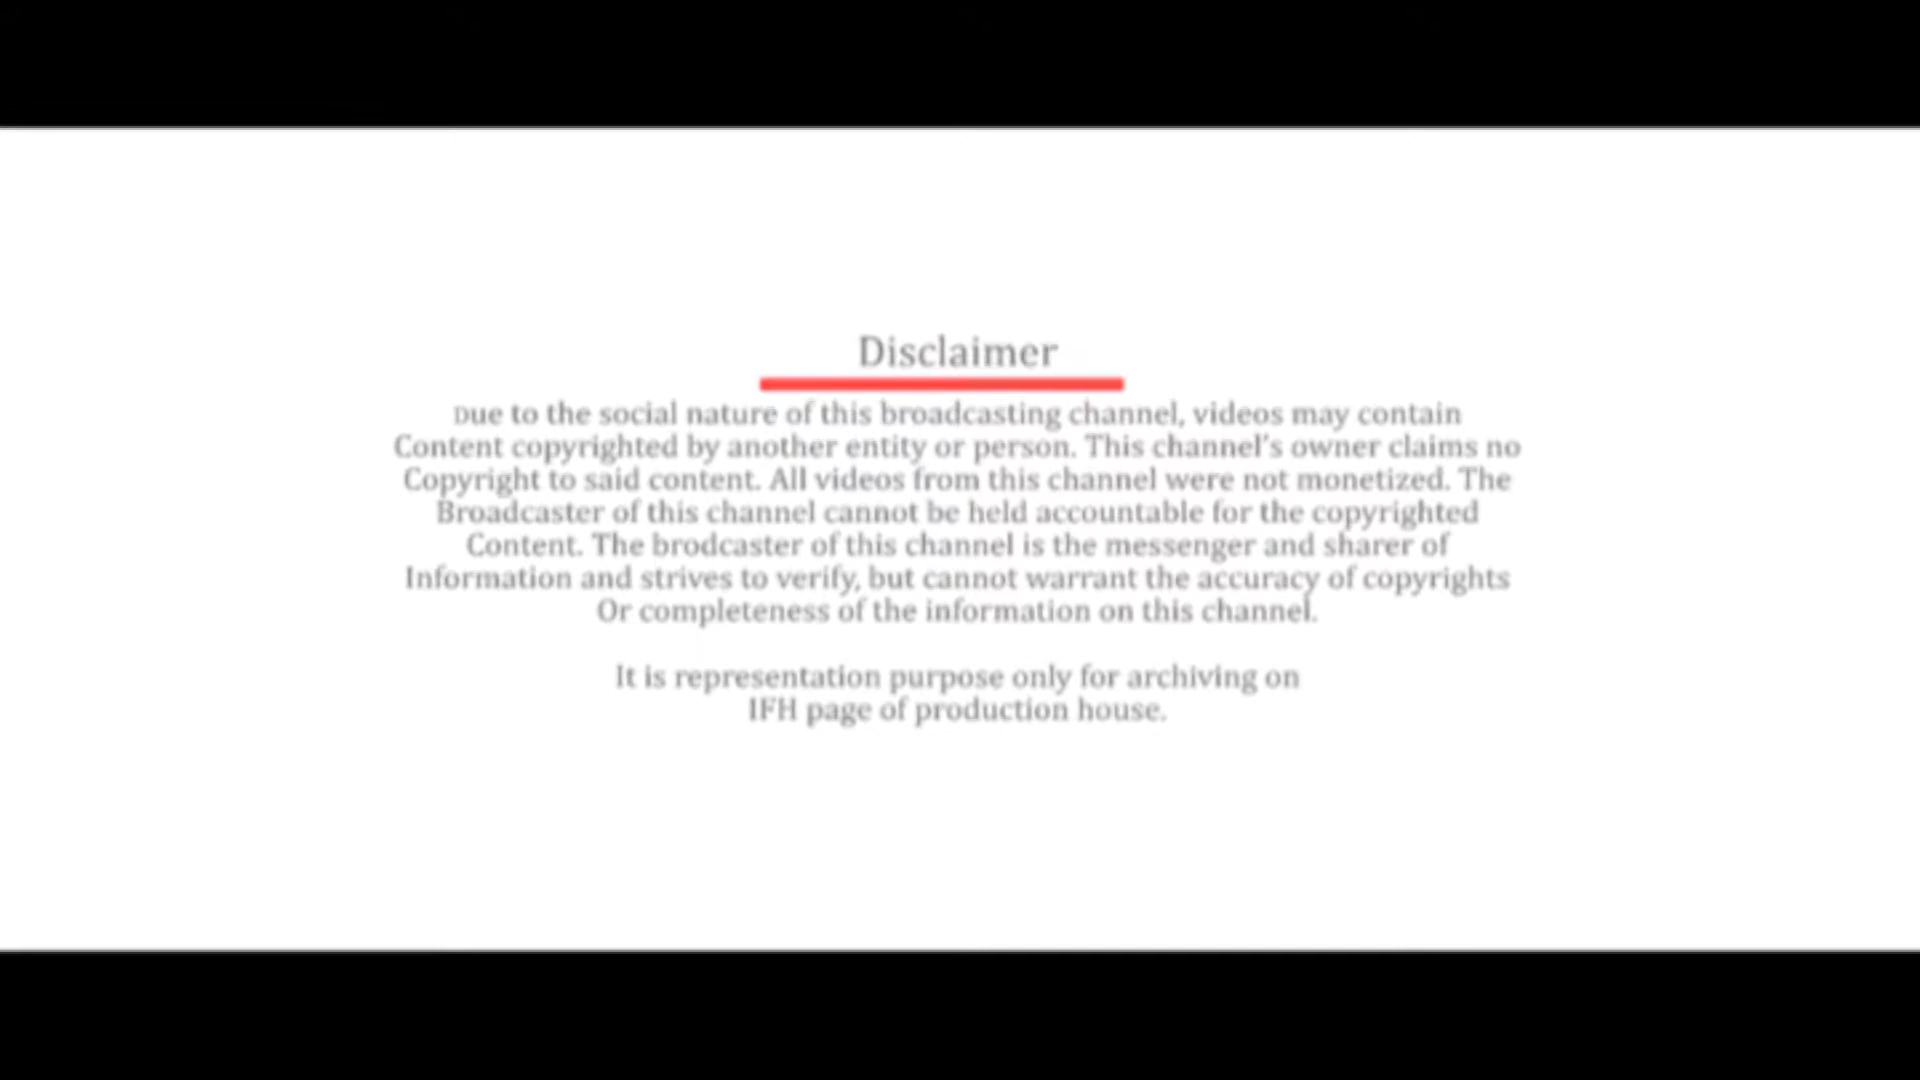 Disclaimer
Due to the social nature of this broadcasting channel, videos may contain
Content copyrighted by another entity or person. This channel's owner claims no
Copyright to said content. All videos from this channel were not monetized. The
Broadcaster of this channel cannot be held accountable for the copyrighted
Content. The brodcaster of this channel is the messenger and sharer of
Information and strives to verify, but cannot warrant the accuracy of copyrights
Or completeness of the information on this channel.
It is representation purpose only for archiving on
IFH page of production house.